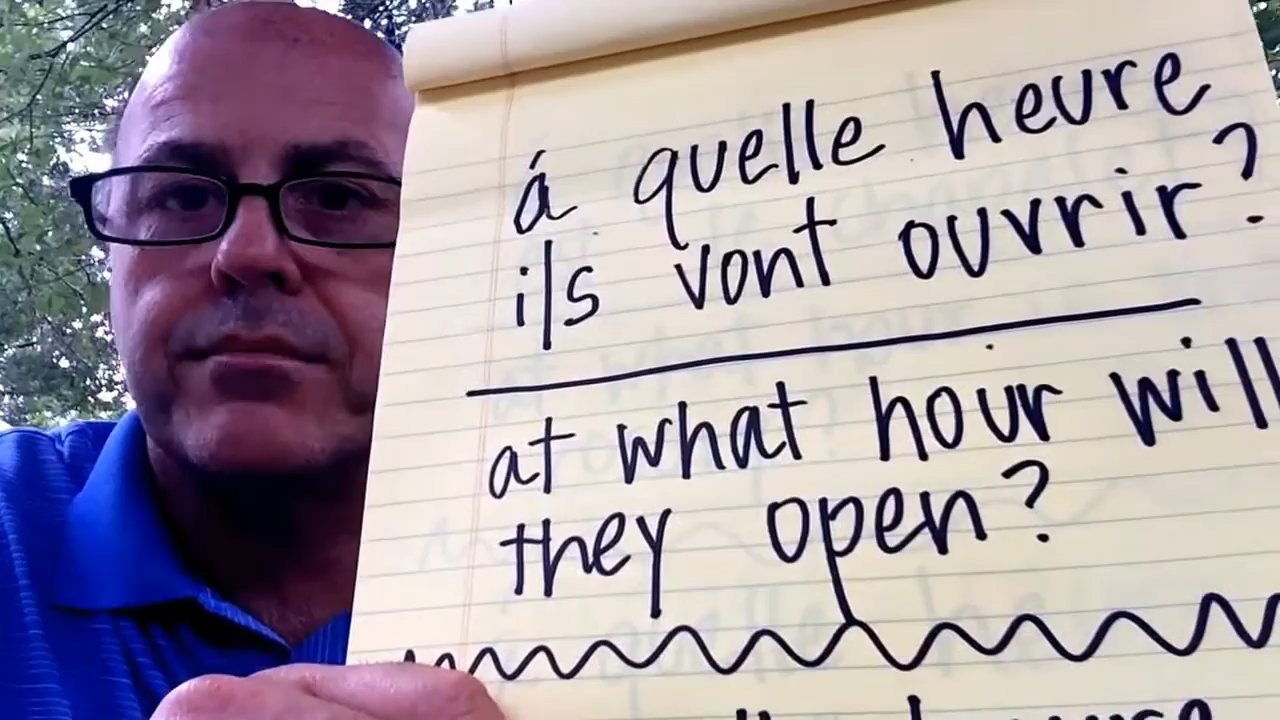 á quelle heure
ils vont ouvrir?
at what hour will
they open?